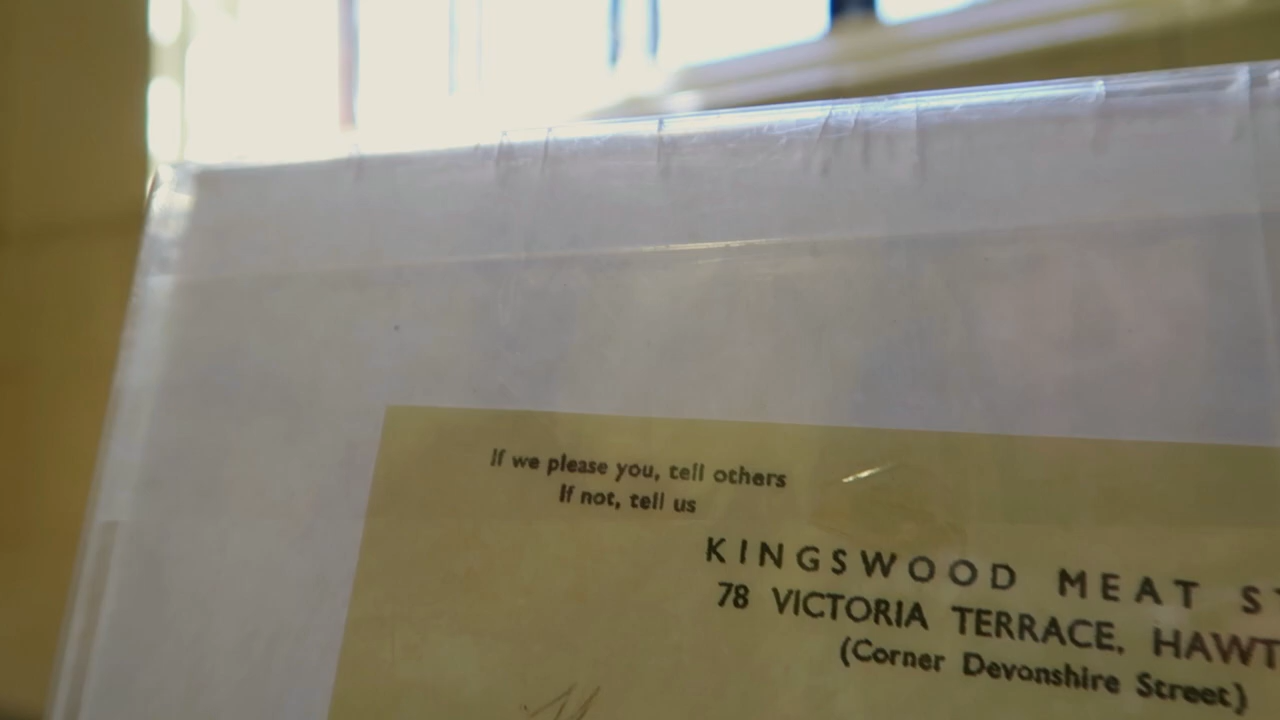 If we please you, tell others
If not, tell us
KINGSWOOD MEAT
78 VICTORIA TERRACE,
(Corner Devonshire Street)